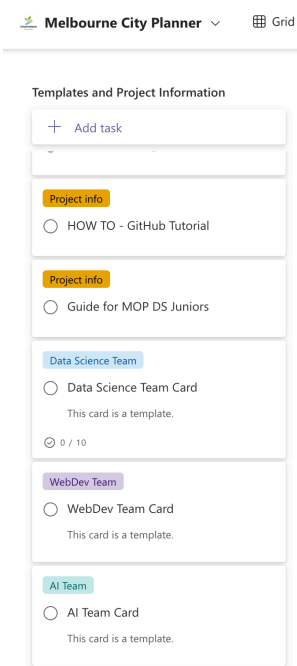 Melbourne City Planner
Grid
Templates and Project Information
Add task
Project info
HOW TO - GitHub Tutorial
Project info
Guide for MOP DS Juniors
Data Science Team
Data Science Team Card
This card is a template.
0 / 10
WebDev Team
WebDev Team Card
This card is a template.
AI Team
AI Team Card
This card is a template.